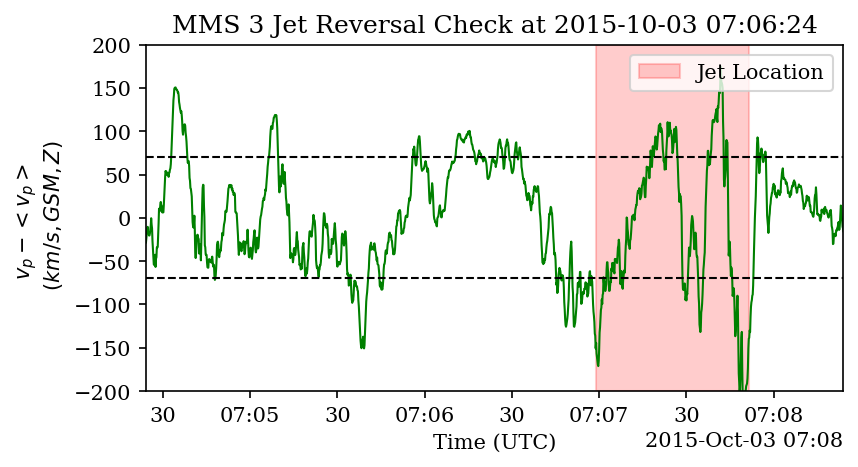 MMS 3 Jet Reversal Check at 2015-10-03 07:06:24
Jet Location
v_p − < v_p >
(km/s, GSM, Z)
200
150
100
50
0
−50
−100
−150
−200
30 07:05 30 07:06 30 07:07 30 07:08
Time (UTC)
2015-Oct-03 07:08